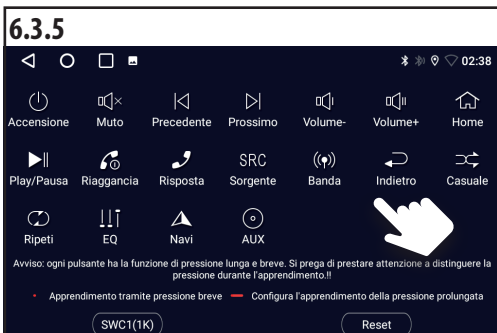 6.3.5
02:38
Accensione Muto Precedente Prossimo Volume- Volume+ Home
SRC
Play/Pausa Riaggancia Risposta Sorgente Banda Indietro Casuale
Ripeti EQ Navi AUX
Avviso: ogni pulsante ha la funzione di pressione lunga e breve. Si prega di prestare attenzione a distinguere la
pressione durante l'apprendimento.!!
Apprendimento tramite pressione breve Configura l'apprendimento della pressione prolungata
SWC1(1K) Reset